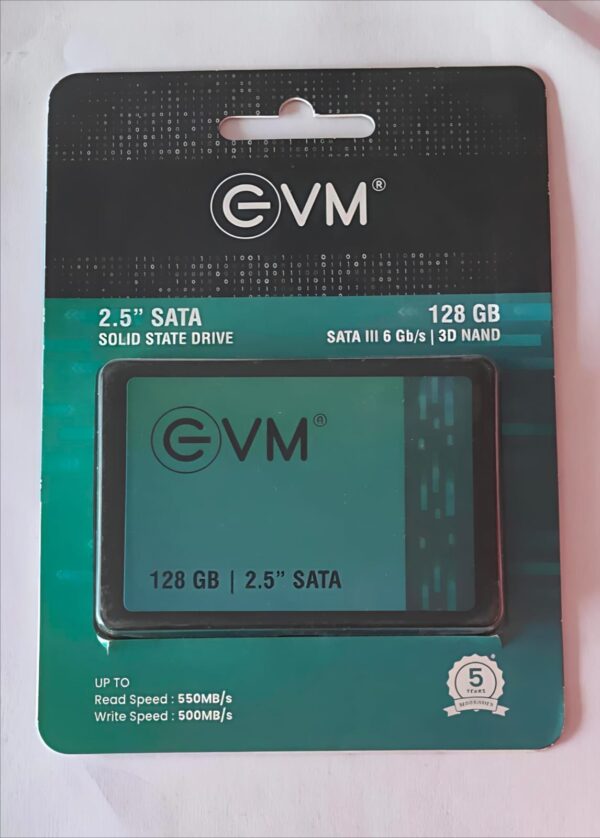 EVM®
2.5” SATA
SOLID STATE DRIVE
128 GB
SATA III 6 Gb/s | 3D NAND
EVM®
128 GB | 2.5” SATA
UP TO
Read Speed : 550MB/s
Write Speed : 500MB/s
5
YEARS